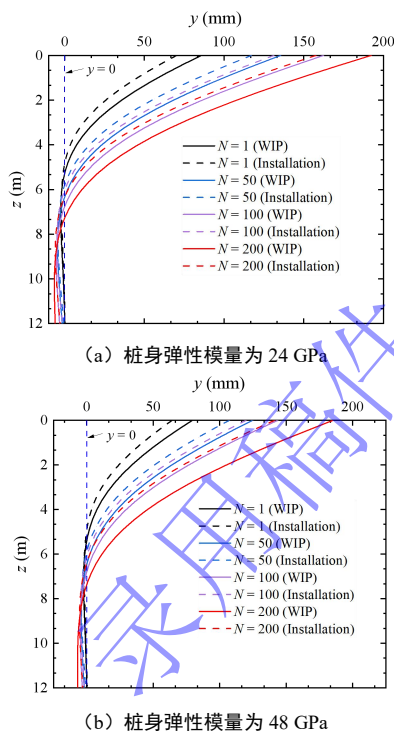 y (mm)
0 50 100 150 200
0
2
4
6
8
10
12
z (m)
y = 0
N = 1 (WIP)
N = 1 (Installation)
N = 50 (WIP)
N = 50 (Installation)
N = 100 (WIP)
N = 100 (Installation)
N = 200 (WIP)
N = 200 (Installation)
（a）桩身弹性模量为 24 GPa
y (mm)
0 50 100 150 200
0
2
4
6
8
10
12
z (m)
y = 0
N = 1 (WIP)
N = 1 (Installation)
N = 50 (WIP)
N = 50 (Installation)
N = 100 (WIP)
N = 100 (Installation)
N = 200 (WIP)
N = 200 (Installation)
（b）桩身弹性模量为 48 GPa
录用稿件